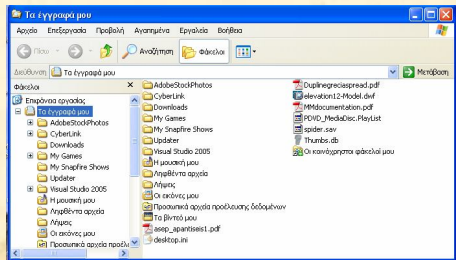 Τα έγγραφά μου
Αρχείο Επεξεργασία Προβολή Αγαπημένα Εργαλεία Βοήθεια
Πίσω Αναζήτηση Φάκελοι
Διεύθυνση Τα έγγραφά μου Μετάβαση
Φάκελοι
Επιφάνεια εργασίας
Τα έγγραφά μου
AdobeStockPhotos
CyberLink
Downloads
My Games
My Snapfire Shows
Updater
Visual Studio 2005
Η μουσική μου
Ληφθέντα αρχεία
Λήψεις
Οι εικόνες μου
Προσωπικά αρχεία προέλε
AdobeStockPhotos
CyberLink
Downloads
My Games
My Snapfire Shows
Updater
Visual Studio 2005
Η μουσική μου
Ληφθέντα αρχεία
Λήψεις
Οι εικόνες μου
Προσωπικά αρχεία προέλευσης δεδομένων
Τα βίντεό μου
asep_apantiseis1.pdf
desktop.ini
Duplinegreciaspread.pdf
elevation12-Model.dwf
MMdocumentation.pdf
PDVD_MediaDisc.PlayList
spider.sav
Thumbs.db
Οι κοινόχρηστοι φάκελοί μου